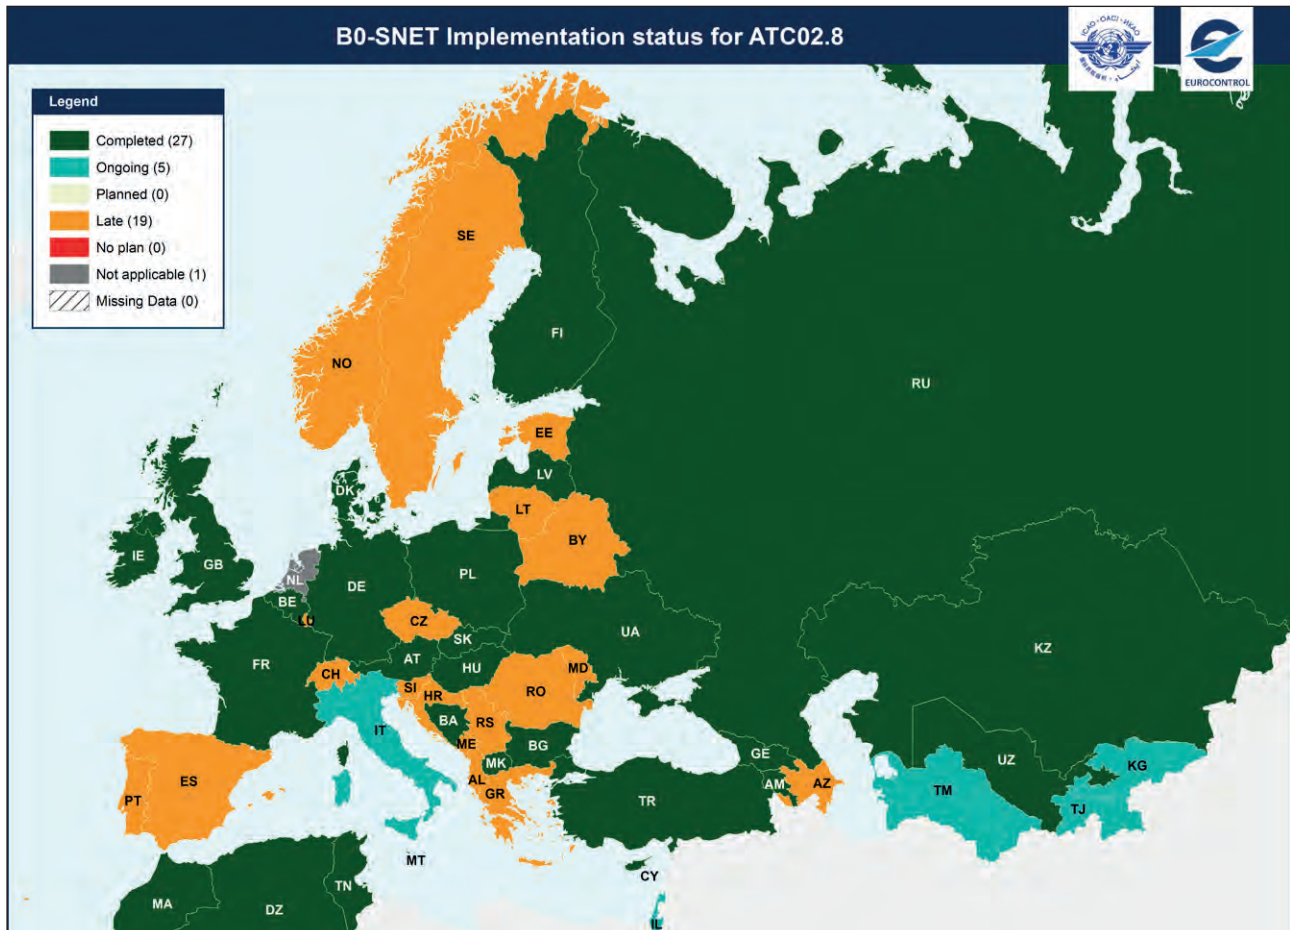 B0-SNET Implementation status for ATC02.8
ICAO · OACI · ИКАО
EUROCONTROL
Legend
Completed (27)
Ongoing (5)
Planned (0)
Late (19)
No plan (0)
Not applicable (1)
Missing Data (0)
SE
FI
NO
RU
EE
LV
DK
LT
BY
IE
GB
NL
DE
PL
BE
LU
CZ
SK
UA
FR
AT
HU
KZ
CH
MD
SI
HR
RO
BA
RS
IT
ME
BG
GE
UZ
MK
KG
ES
AL
AM
AZ
TM
PT
GR
TR
TJ
MT
CY
TN
MA
DZ
IL